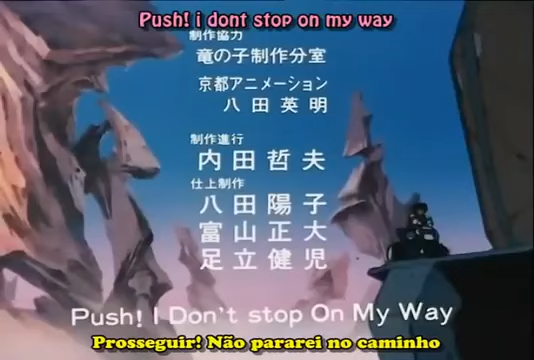 Push! i dont stop on my way
制作協力
竜の子制作分室
京都アニメーション
八田英明
制作進行
内田哲夫
仕上制作
八田陽子
富山正大
足立健児
Push! I Don't stop On My Way
Prosseguir! Não pararei no caminho